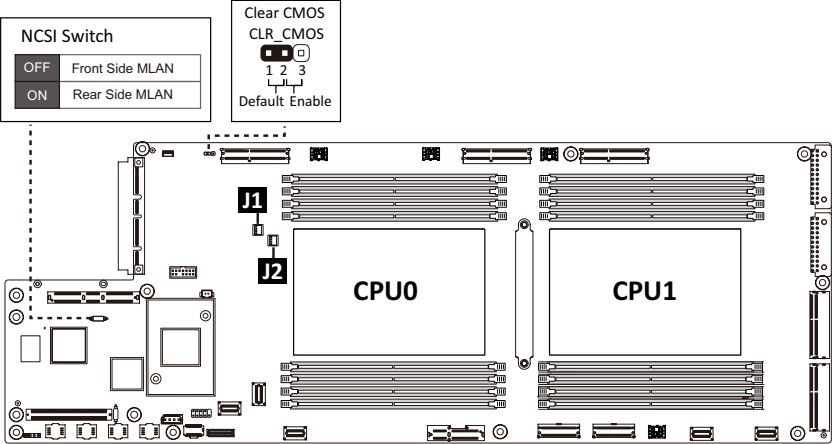 NCSI Switch
OFF Front Side MLAN
ON Rear Side MLAN
Clear CMOS
CLR_CMOS
1 2 3
Default Enable
J1
J2
CPU0
CPU1